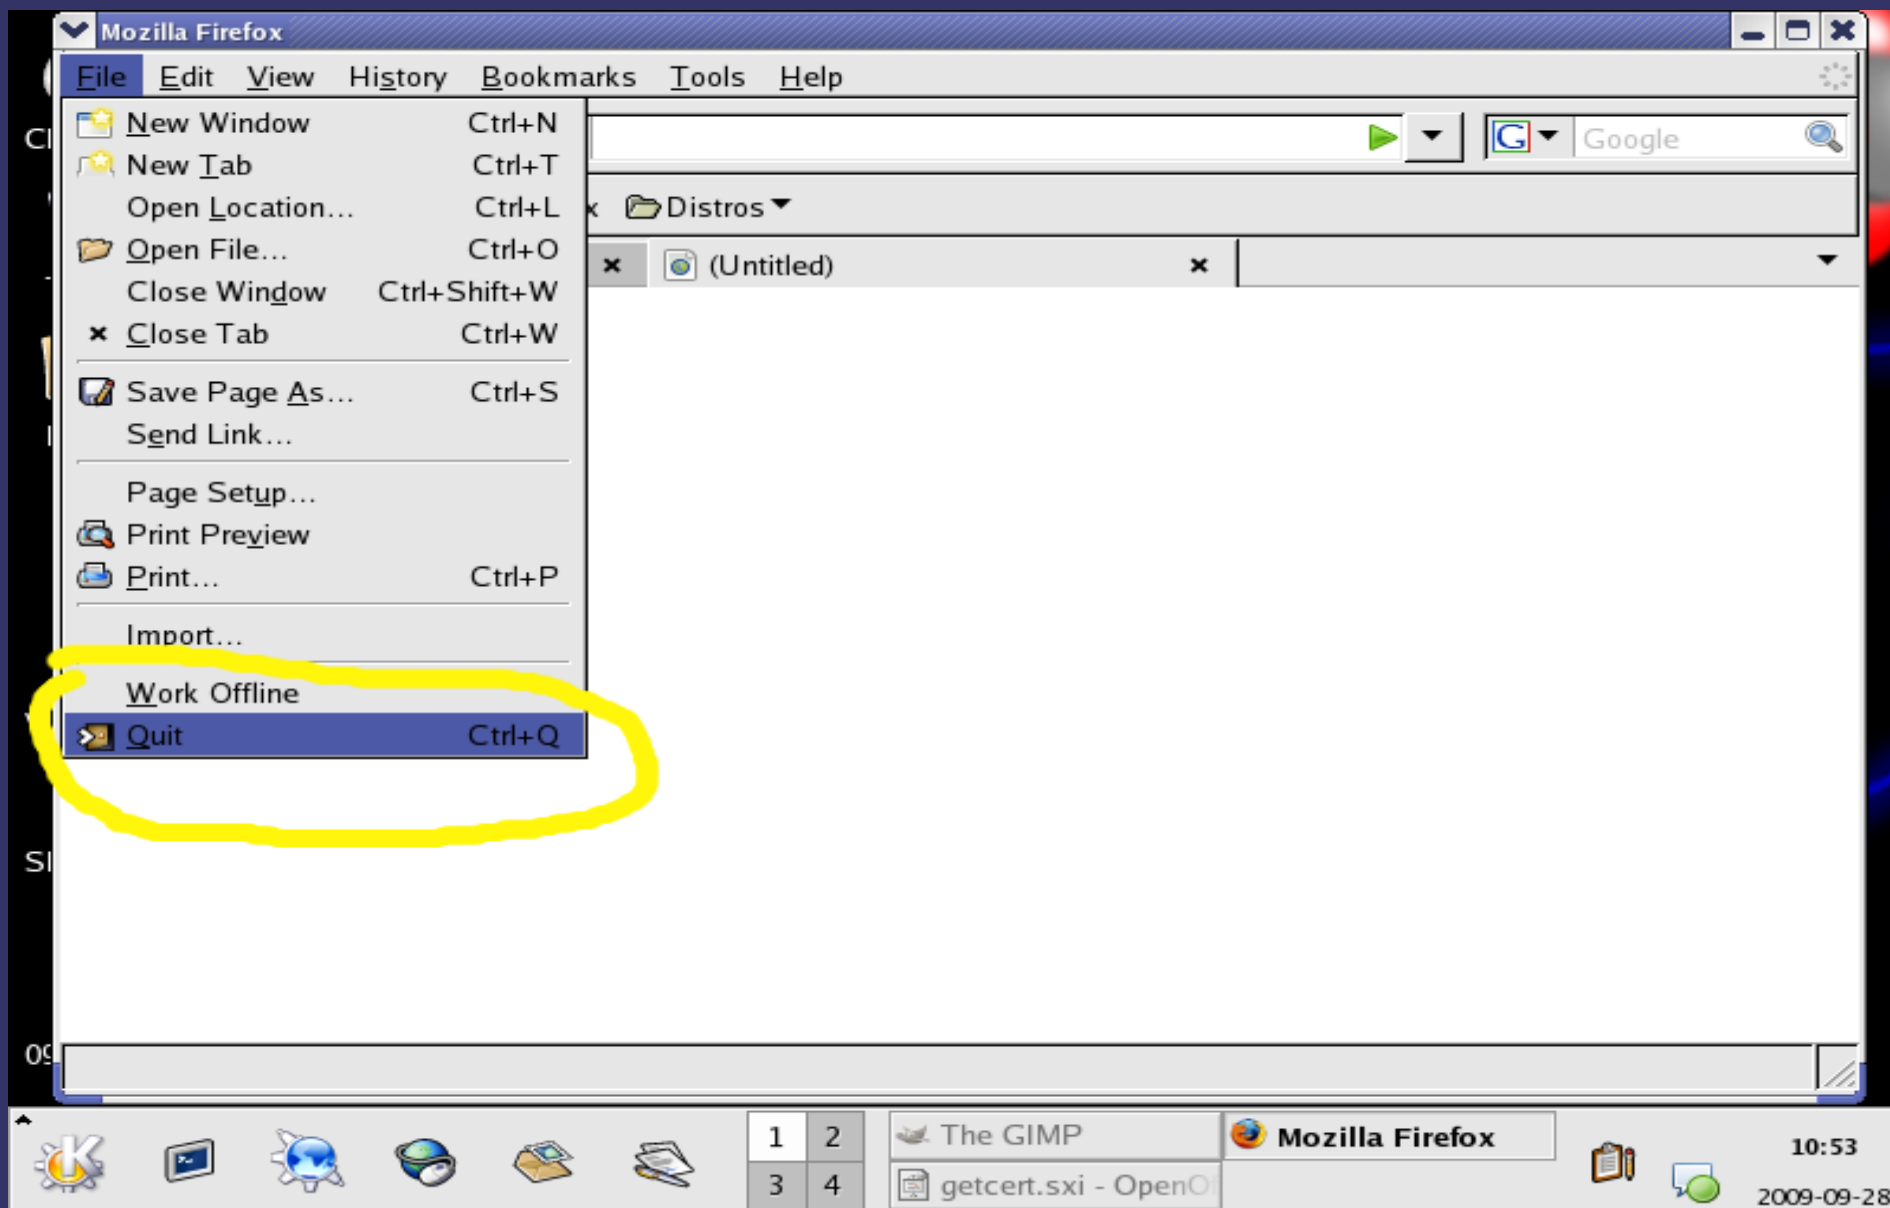 Mozilla Firefox
File Edit View History Bookmarks Tools Help
New Window Ctrl+N
New Tab Ctrl+T
Open Location... Ctrl+L
Open File... Ctrl+O
Close Window Ctrl+Shift+W
Close Tab Ctrl+W
Save Page As... Ctrl+S
Send Link...
Page Setup...
Print Preview
Print... Ctrl+P
Import...
Work Offline
Quit Ctrl+Q
G Google
Distros
(Untitled)
1 2
3 4
The GIMP
getcert.sxi - OpenO
Mozilla Firefox
10:53
2009-09-28